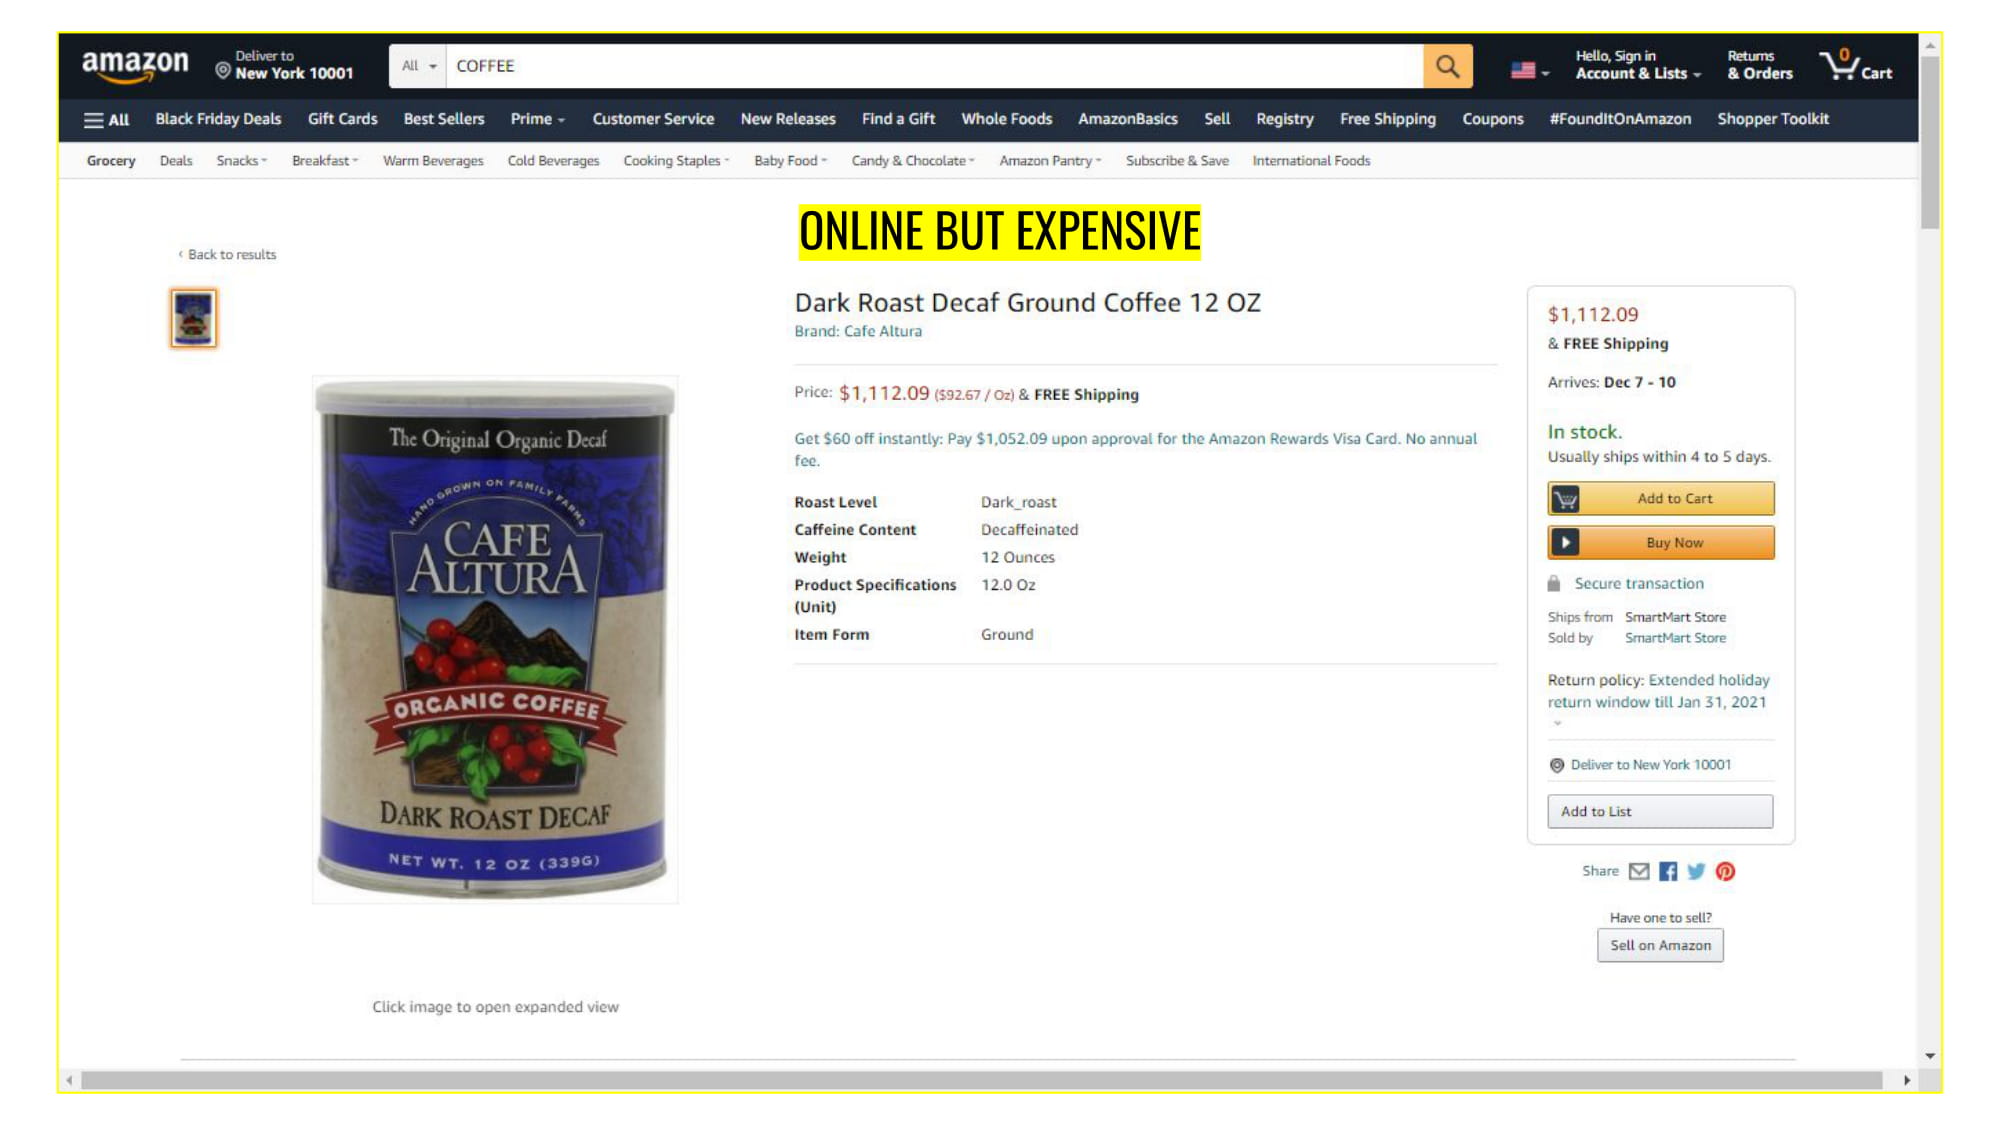 amazon
Deliver to
New York 10001
All
COFFEE
Hello, Sign in
Account & Lists
Returns
& Orders
0
Cart
All Black Friday Deals Gift Cards Best Sellers Prime Customer Service New Releases Find a Gift Whole Foods AmazonBasics Sell Registry Free Shipping Coupons #FoundItOnAmazon Shopper Toolkit
Grocery Deals Snacks Breakfast Warm Beverages Cold Beverages Cooking Staples Baby Food Candy & Chocolate Amazon Pantry Subscribe & Save International Foods
ONLINE BUT EXPENSIVE
‹ Back to results
The Original Organic Decaf
HAND GROWN ON FAMILY FARMS
CAFE
ALTURA
ORGANIC COFFEE
DARK ROAST DECAF
NET WT. 12 OZ (339G)
Click image to open expanded view
Dark Roast Decaf Ground Coffee 12 OZ
Brand: Cafe Altura
Price: $1,112.09 ($92.67 / Oz) & FREE Shipping
Get $60 off instantly: Pay $1,052.09 upon approval for the Amazon Rewards Visa Card. No annual
fee.
Roast Level Dark_roast
Caffeine Content Decaffeinated
Weight 12 Ounces
Product Specifications 12.0 Oz
(Unit)
Item Form Ground
$1,112.09
& FREE Shipping
Arrives: Dec 7 - 10
In stock.
Usually ships within 4 to 5 days.
Add to Cart
Buy Now
Secure transaction
Ships from SmartMart Store
Sold by SmartMart Store
Return policy: Extended holiday
return window till Jan 31, 2021
Deliver to New York 10001
Add to List
Share
Have one to sell?
Sell on Amazon